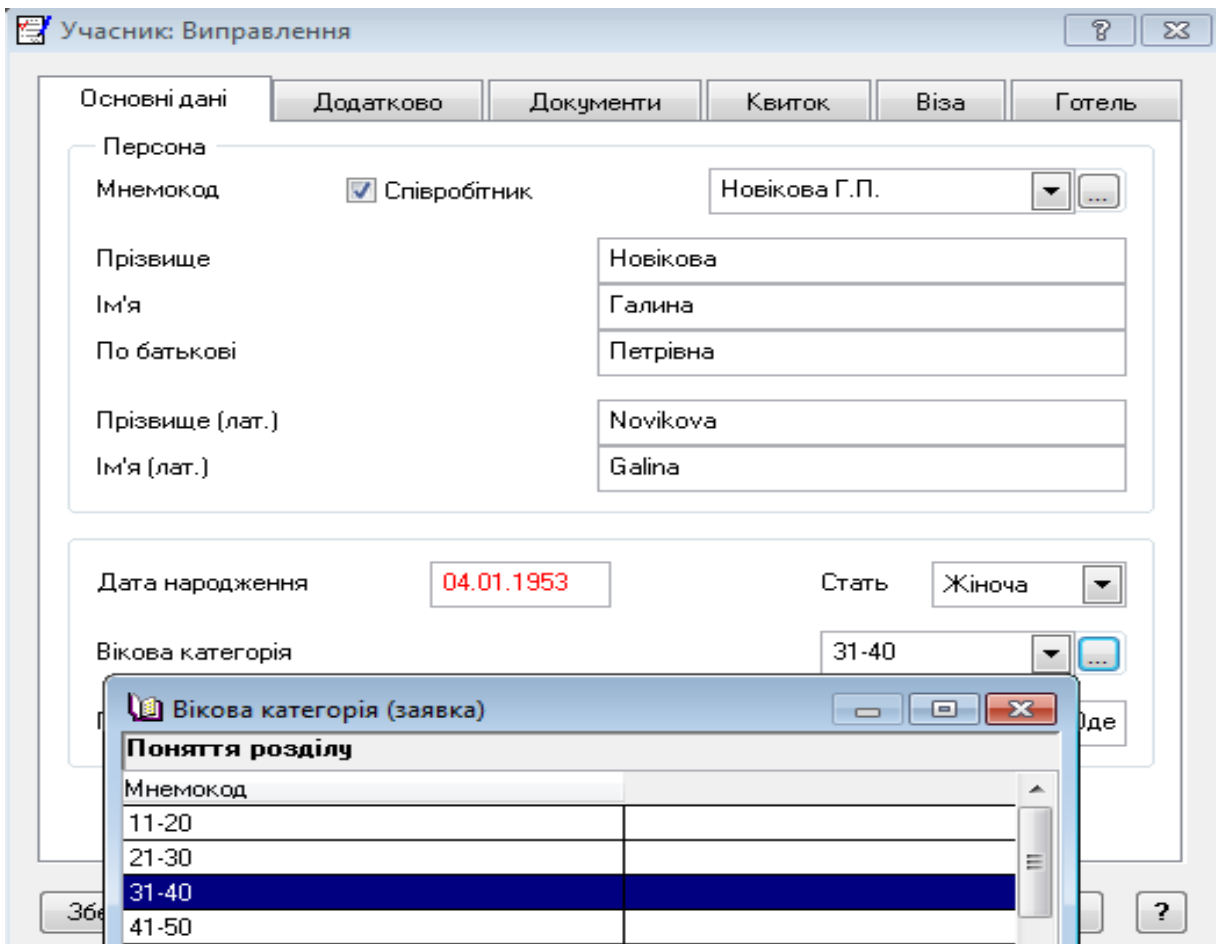 Учасник: Виправлення
Основні дані Додатково Документи Квиток Віза Готель
Персона
Мнемокод Співробітник Новікова Г.П. ...
Прізвище Новікова
Ім'я Галина
По батькові Петрівна
Прізвище (лат.) Novikova
Ім'я (лат.) Galina
Дата народження 04.01.1953 Стать Жіноча
Вікова категорія 31-40 ...
Вікова категорія (заявка)
Поняття розділу
Мнемокод
11-20
21-30
31-40
41-50
?